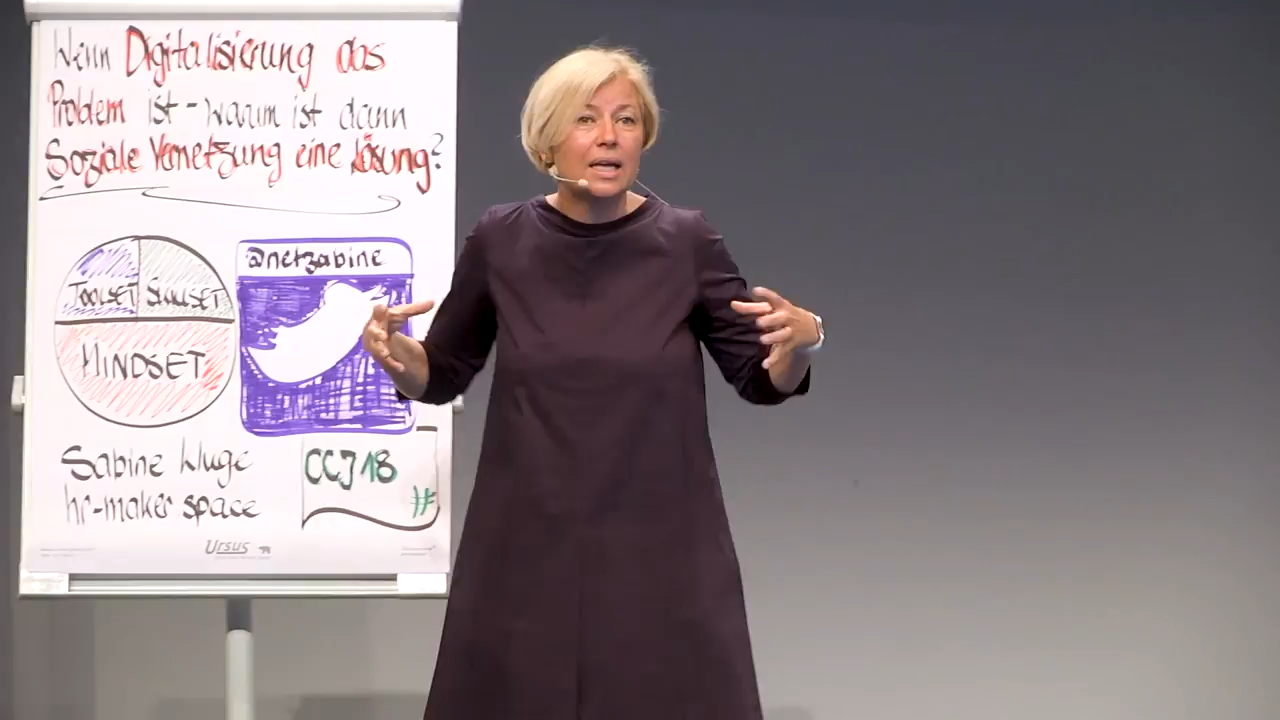 Wenn Digitalisierung das
Problem ist - warum ist dann
Soziale Vernetzung eine Lösung?
@netzabine
TOOLSET SKILLSET
MINDSET
Sabine Kluge
hr-maker space
CCJ18
#
Ursus